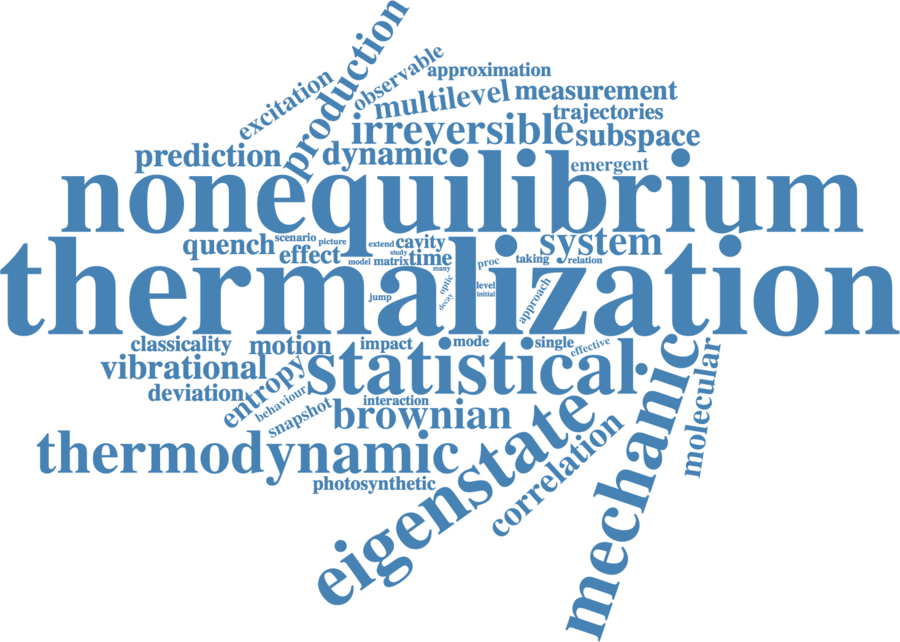 production
observable
excitation
approximation
multilevel
measurement
trajectories
irreversible
subspace
prediction
dynamic
emergent
nonequilibrium
quench
scenario
picture
extend
cavity
system
effect
study
model
matrix
time
many
proc
taking
relation
thermalization
optic
jump
decay
level
initial
approach
classicality
motion
impact
mode
single
effective
vibrational
statistical
mechanic
molecular
deviation
entropy
behaviour
snapshot
interaction
brownian
thermodynamic
eigenstate
correlation
photosynthetic